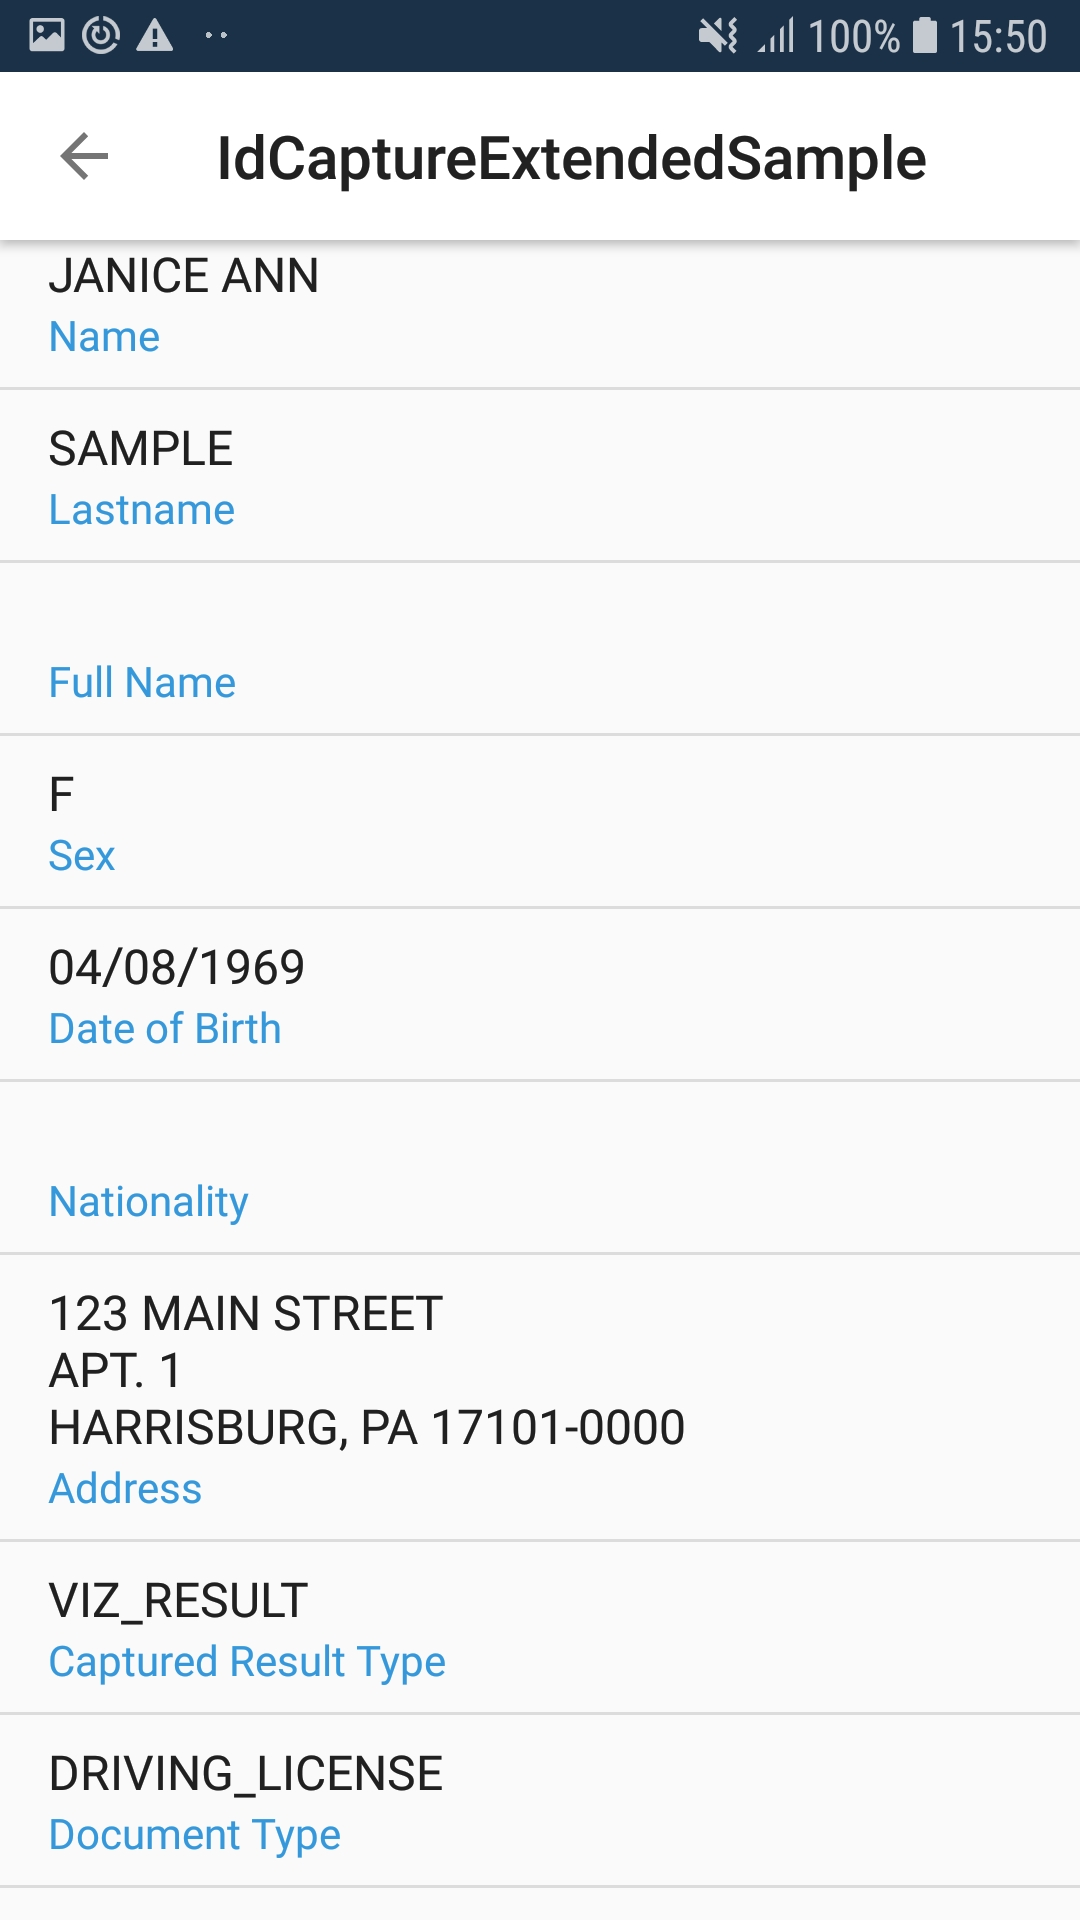 100% 15:50
IdCaptureExtendedSample
JANICE ANN
Name
SAMPLE
Lastname
Full Name
F
Sex
04/08/1969
Date of Birth
Nationality
123 MAIN STREET
APT. 1
HARRISBURG, PA 17101-0000
Address
VIZ_RESULT
Captured Result Type
DRIVING_LICENSE
Document Type